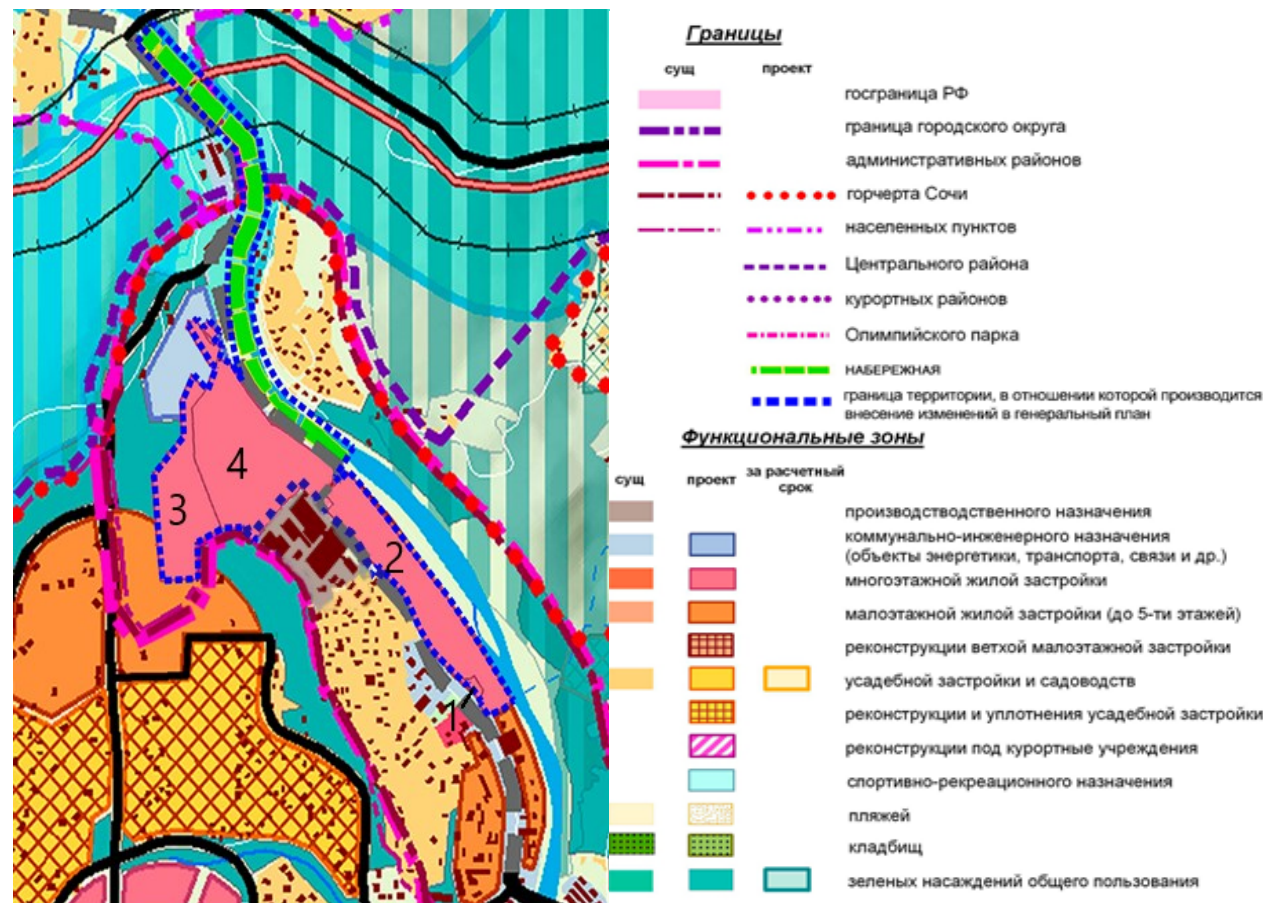 4
3
2
1
Границы
сущ проект
госграница РФ
граница городского округа
административных районов
горчерта Сочи
населенных пунктов
Центрального района
курортных районов
Олимпийского парка
НАБЕРЕЖНАЯ
граница территории, в отношении которой производится
внесение изменений в генеральный план
Функциональные зоны
сущ проект за расчетный
срок
производстводственного назначения
коммунально-инженерного назначения
(объекты энергетики, транспорта, связи и др.)
многоэтажной жилой застройки
малоэтажной жилой застройки (до 5-ти этажей)
реконструкции ветхой малоэтажной застройки
усадебной застройки и садоводств
реконструкции и уплотнения усадебной застройки
реконструкции под курортные учреждения
спортивно-рекреационного назначения
пляжей
кладбищ
зеленых насаждений общего пользования